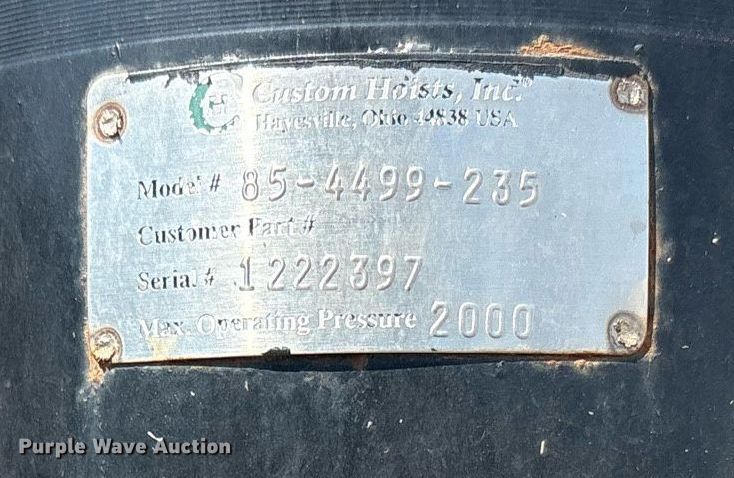 Custom Hoists, Inc.®
Hayesville, Ohio 44838 USA
Model # 85-4499-235
Customer Part #
Serial # 1222397
Max. Operating Pressure 2000
Purple Wave Auction